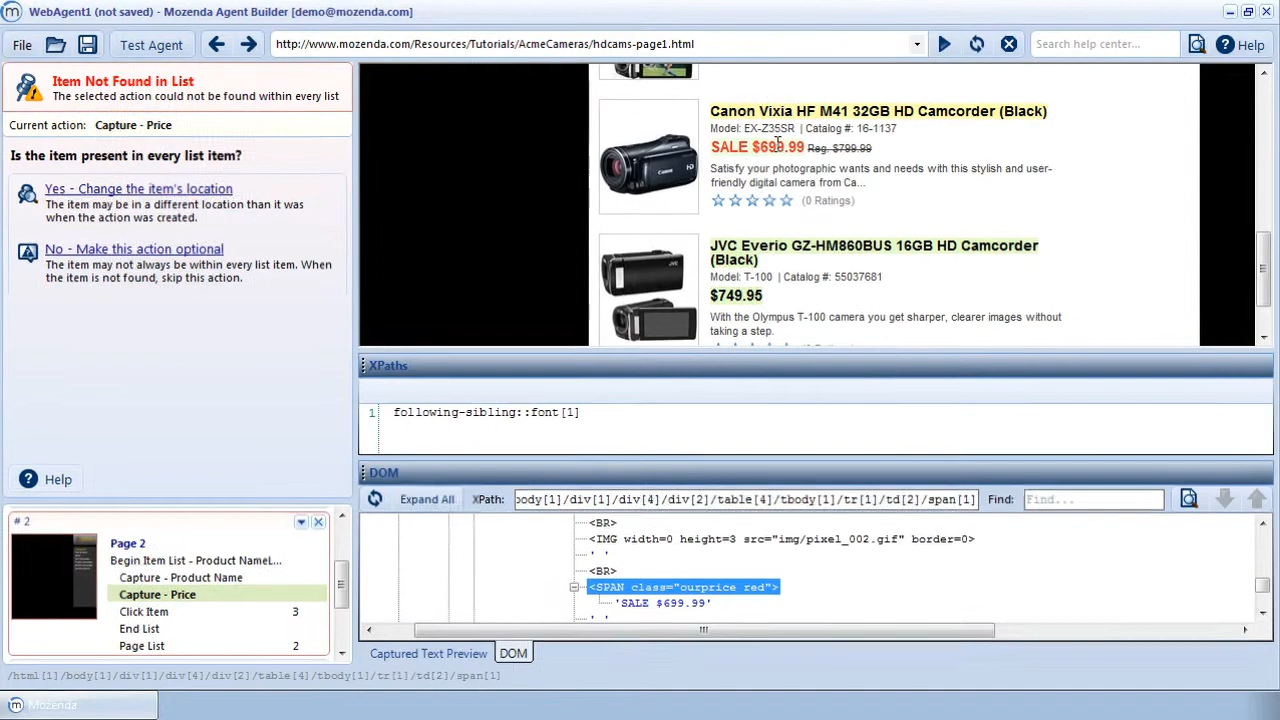 WebAgent1 (not saved) - Mozenda Agent Builder [demo@mozenda.com]
File
Test Agent
http://www.mozenda.com/Resources/Tutorials/AcmeCameras/hdcams-page1.html
Search help center...
Help
Item Not Found in List
The selected action could not be found within every list
Current action: Capture - Price
Is the item present in every list item?
Yes - Change the item's location
The item may be in a different location than it was
when the action was created.
No - Make this action optional
The item may not always be within every list item. When
the item is not found, skip this action.
Help
Canon Vixia HF M41 32GB HD Camcorder (Black)
Model: EX-Z35SR | Catalog #: 16-1137
SALE $699.99 Reg. $799.99
Satisfy your photographic wants and needs with this stylish and user-
friendly digital camera from Ca...
(0 Ratings)
JVC Everio GZ-HM860BUS 16GB HD Camcorder
(Black)
Model: T-100 | Catalog #: 55037681
$749.95
With the Olympus T-100 camera you get sharper, clearer images without
taking a step.
XPaths
1 following-sibling::font[1]
DOM
Expand All XPath: body[1]/div[1]/div[4]/div[2]/table[4]/tbody[1]/tr[1]/td[2]/span[1] Find: Find...
<BR>
<IMG width=0 height=3 src="img/pixel_002.gif" border=0>
' '
<BR>
<SPAN class="ourprice red">
'SALE $699.99'
' '
Captured Text Preview DOM
# 2
Page 2
Begin Item List - Product NameL...
Capture - Product Name
Capture - Price
Click Item 3
End List
Page List 2
/html[1]/body[1]/div[1]/div[4]/div[2]/table[4]/tbody[1]/tr[1]/td[2]/span[1]
Mozenda